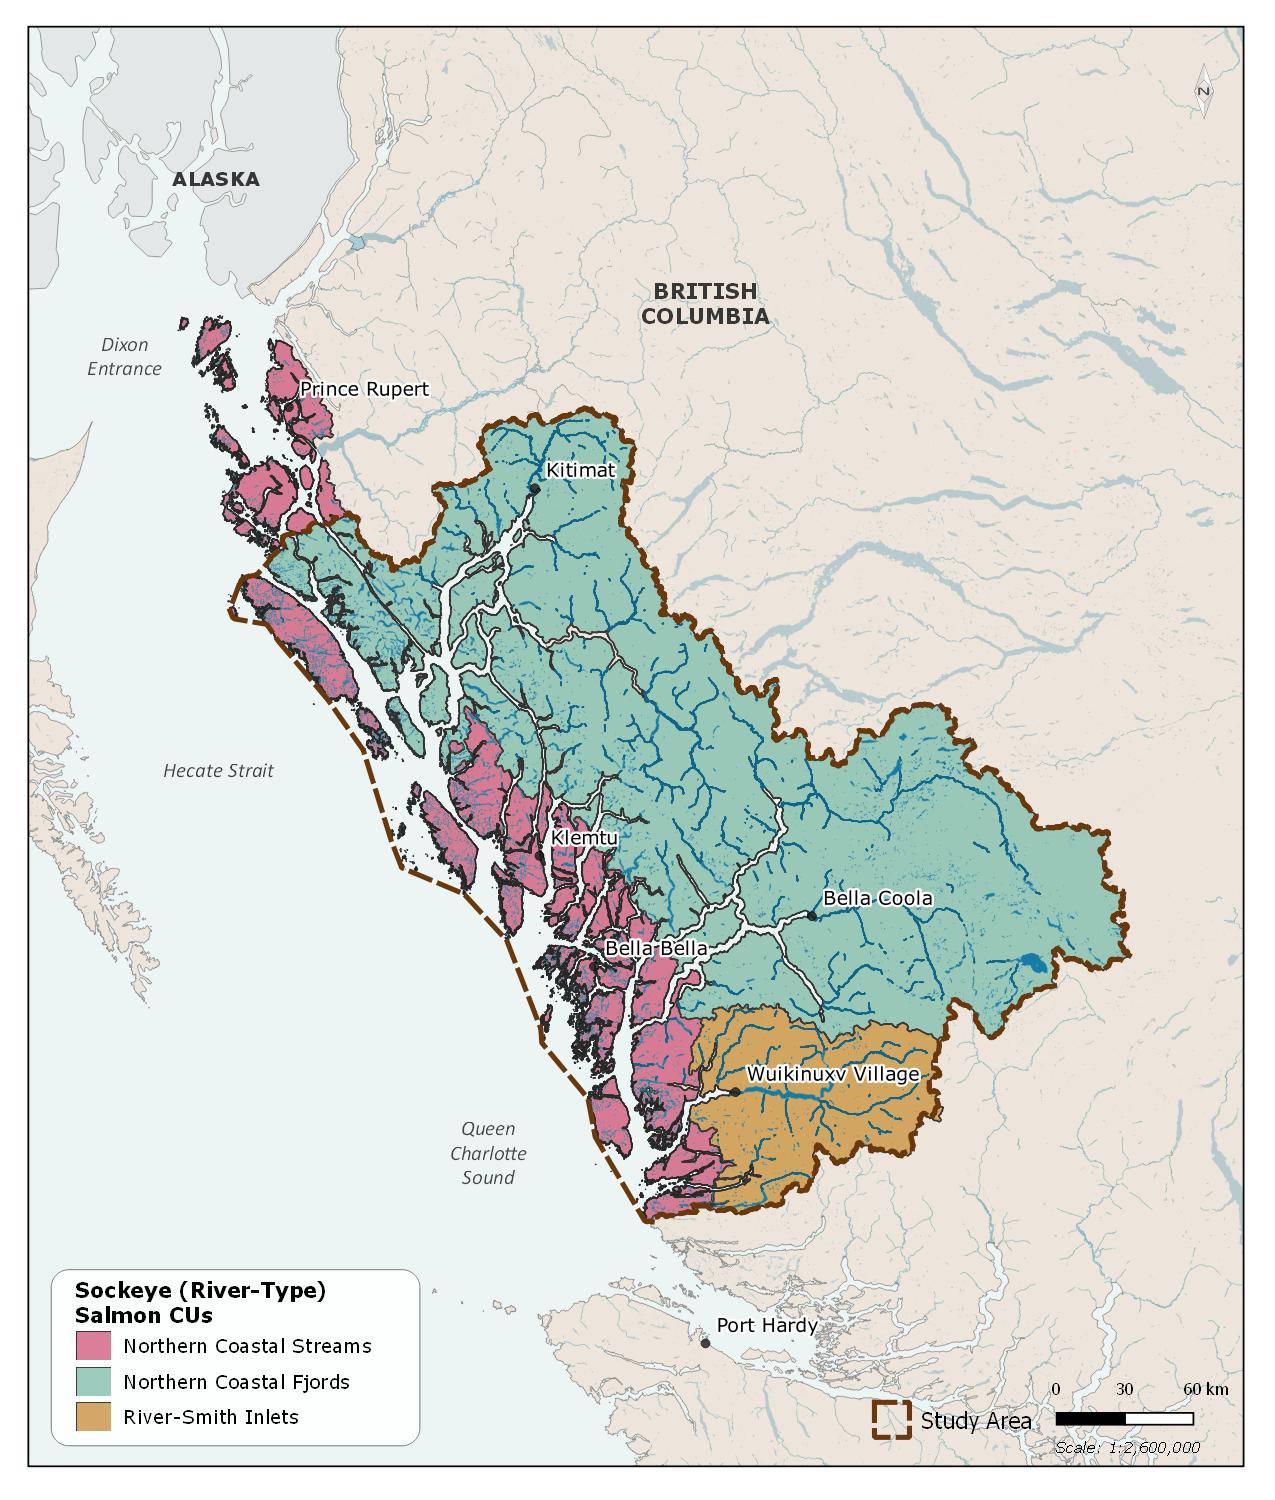 N
ALASKA
BRITISH
COLUMBIA
Dixon
Entrance
Prince Rupert
Kitimat
Hecate Strait
Klemtu
Bella Coola
Bella Bella
Wuikinuxv Village
Queen
Charlotte
Sound
Port Hardy
Sockeye (River-Type)
Salmon CUs
Northern Coastal Streams
Northern Coastal Fjords
River-Smith Inlets
Study Area
0 30 60 km
Scale: 1:2,600,000